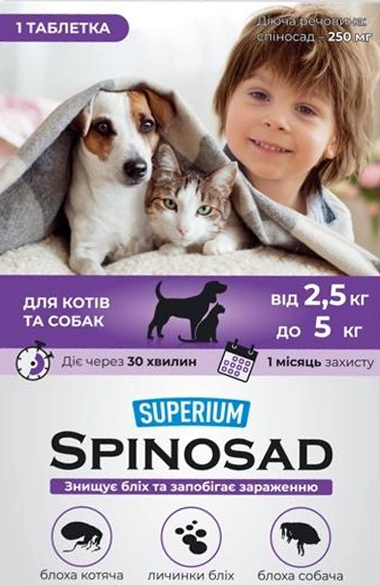 1 ТАБЛЕТКА
Діюча речовина:
спіносад - 250 мг
ДЛЯ КОТІВ
ТА СОБАК
ВІД 2,5 КГ
ДО 5 КГ
Діє через 30 ХВИЛИН
1 МІСЯЦЬ ЗАХИСТУ
SUPERIUM
SPINOSAD
Знищує бліх та запобігає зараженню
блоха котяча
личинки бліх
блоха собача